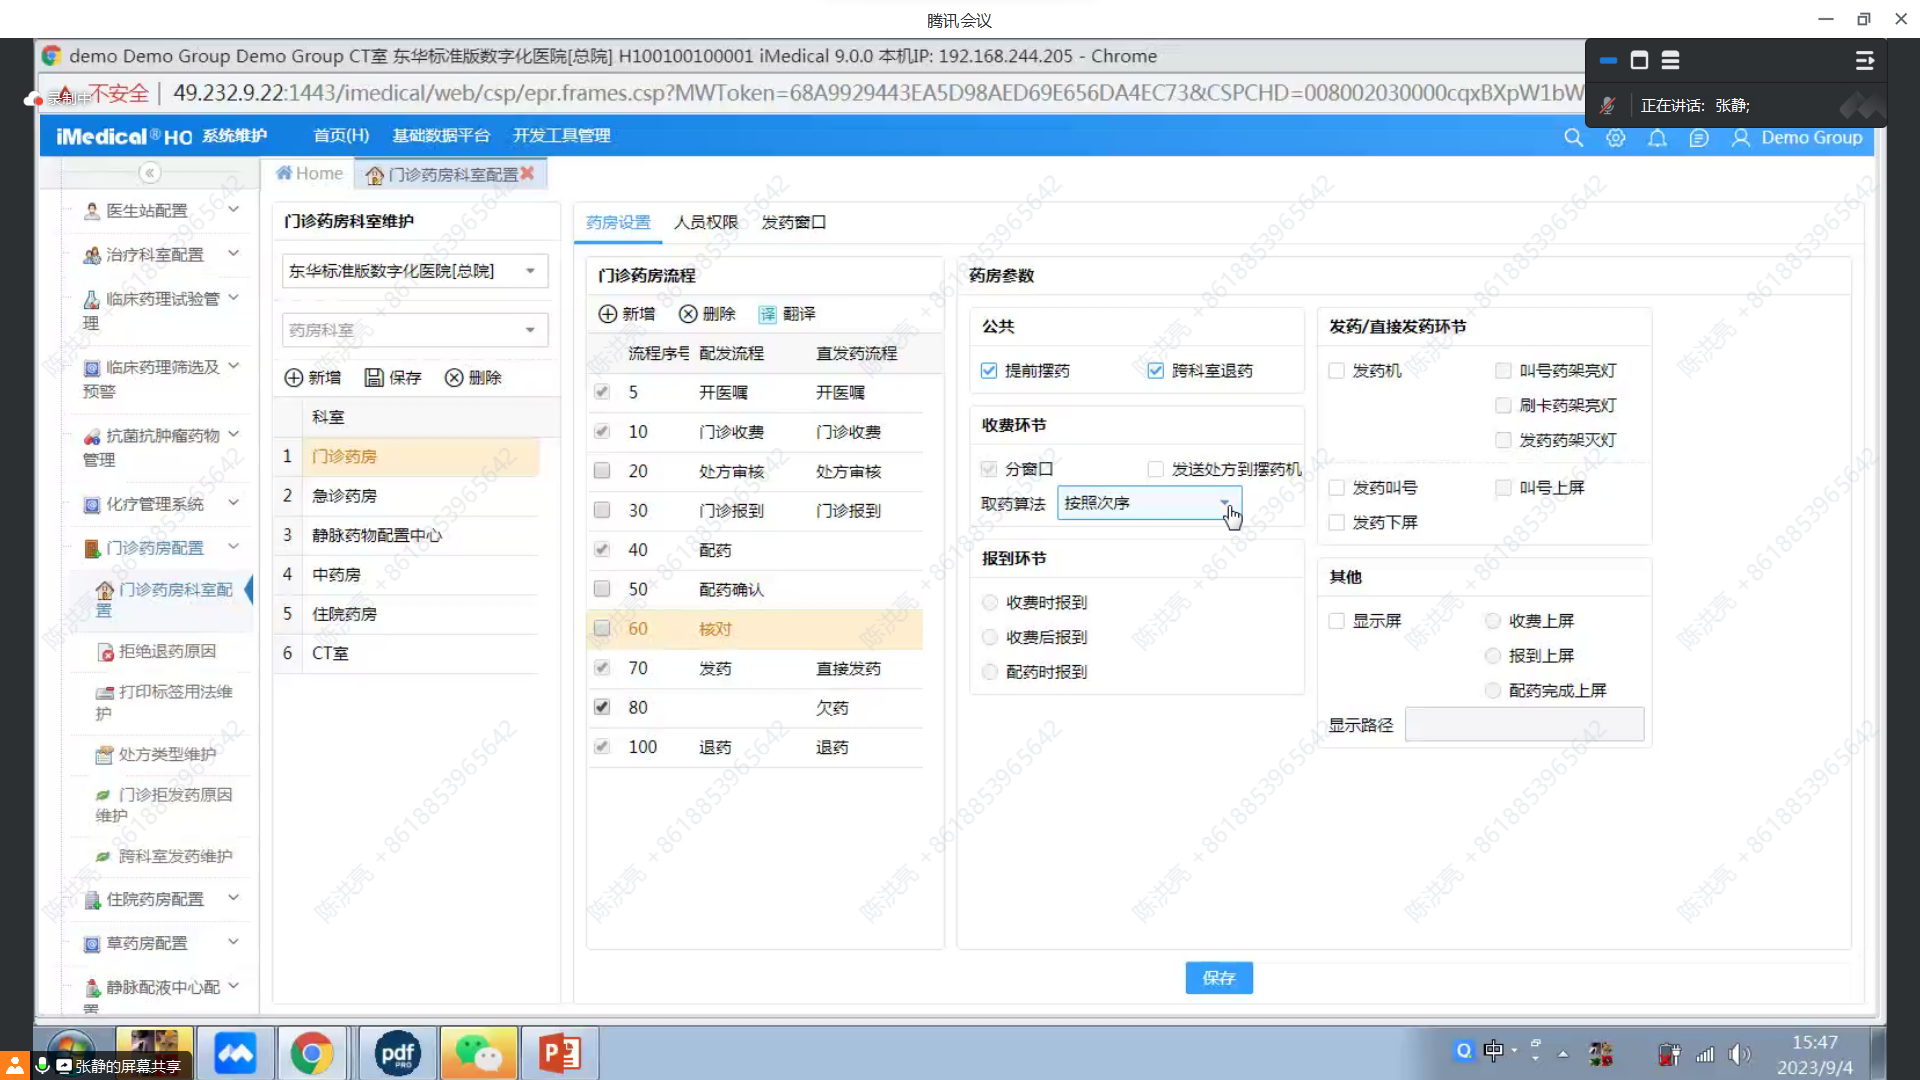 腾讯会议
demo Demo Group Demo Group CT室 东华标准版数字化医院[总院] H100100100001 iMedical 9.0.0 本机IP: 192.168.244.205 - Chrome
录制中
不安全 | 49.232.9.22:1443/imedical/web/csp/epr.frames.csp?MWToken=68A9929443EA5D98AED69E656DA4EC73&CSPCHD=008002030000cqxBXpW1bW
正在讲话: 张静;
iMedical® HO 系统维护 首页(H) 基础数据平台 开发工具管理 Demo Group
Home 门诊药房科室配置
医生站配置
治疗科室配置
临床药理试验管
理
临床药理筛选及
预警
抗菌抗肿瘤药物
管理
化疗管理系统
门诊药房配置
门诊药房科室配
置
拒绝退药原因
打印标签用法维
护
处方类型维护
门诊拒发药原因
维护
跨科室发药维护
住院药房配置
草药房配置
静脉配液中心配
置
门诊药房科室维护
东华标准版数字化医院[总院]
药房科室
新增 保存 删除
科室
1 门诊药房
2 急诊药房
3 静脉药物配置中心
4 中药房
5 住院药房
6 CT室
药房设置 人员权限 发药窗口
门诊药房流程
新增 删除 译 翻译
流程序号 配发流程 直发药流程
5 开医嘱 开医嘱
10 门诊收费 门诊收费
20 处方审核 处方审核
30 门诊报到 门诊报到
40 配药
50 配药确认
60 核对
70 发药 直接发药
80 欠药
100 退药 退药
药房参数
公共
提前摆药 跨科室退药
收费环节
分窗口 发送处方到摆药机
取药算法 按照次序
报到环节
收费时报到
收费后报到
配药时报到
发药/直接发药环节
发药机 叫号药架亮灯
刷卡药架亮灯
发药药架灭灯
发药叫号 叫号上屏
发药下屏
其他
显示屏 收费上屏
报到上屏
配药完成上屏
显示路径
保存
陈洪亮 +8618853965642
pdf
PRO
中
15:47
2023/9/4
张静的屏幕共享